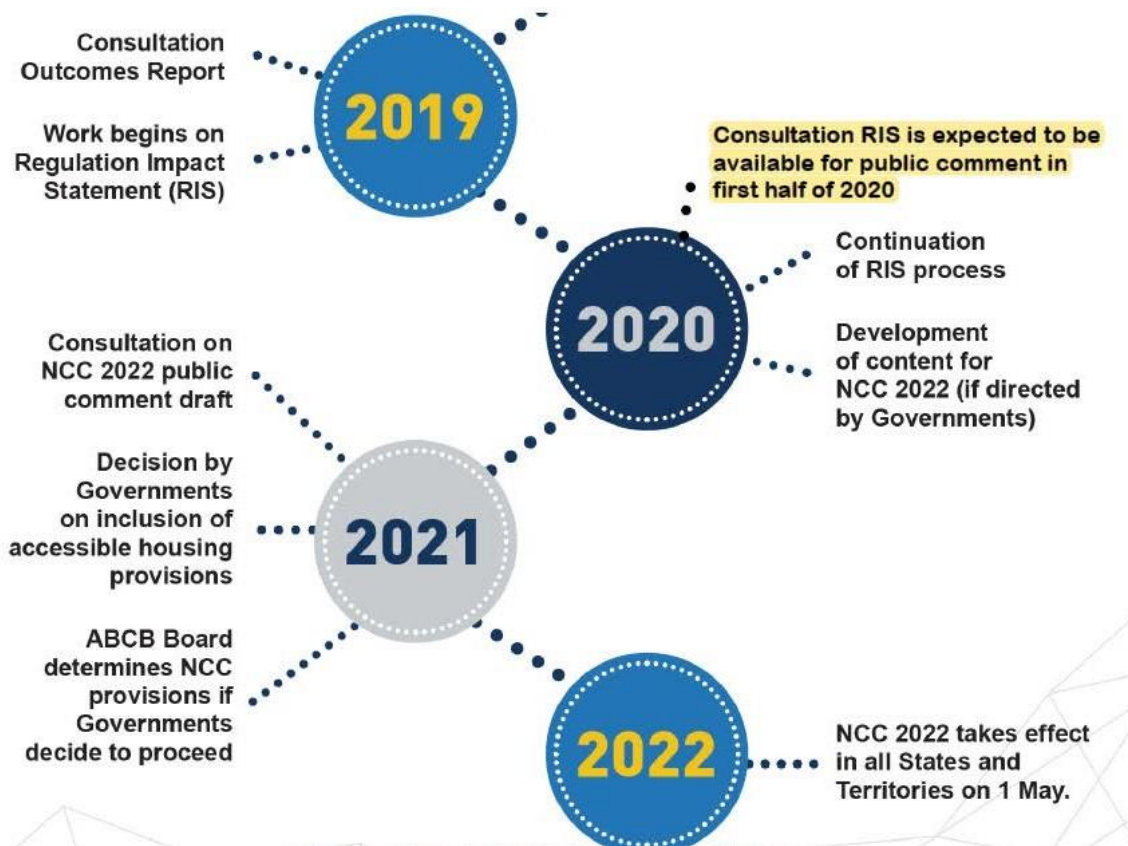 Consultation
Outcomes Report
2019
Work begins on
Regulation Impact
Statement (RIS)
Consultation RIS is expected to be
available for public comment in
first half of 2020
2020
Continuation
of RIS process
Development
of content for
NCC 2022 (if directed
by Governments)
Consultation on
NCC 2022 public
comment draft
2021
Decision by
Governments
on inclusion of
accessible housing
provisions
ABCB Board
determines NCC
provisions if
Governments
decide to proceed
2022
NCC 2022 takes effect
in all States and
Territories on 1 May.